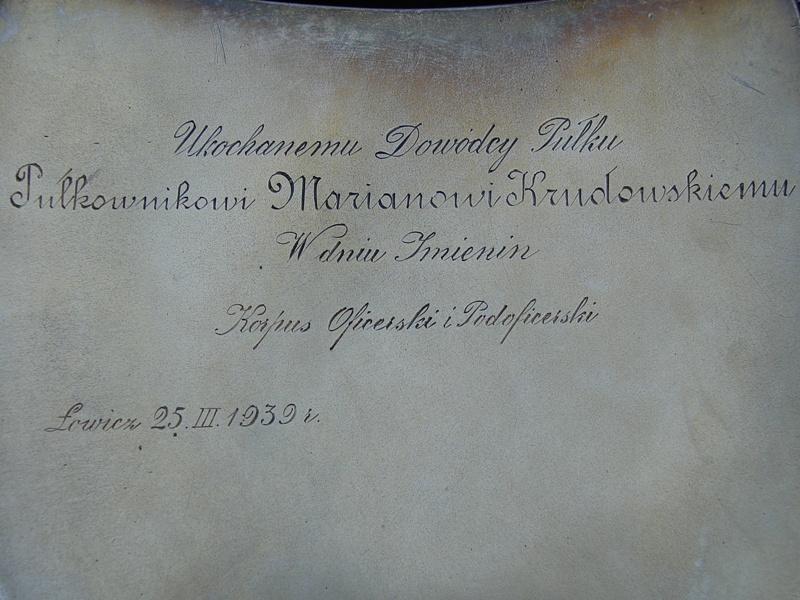 Ukochanemu Dowódcy Pułku
Pułkownikowi Marianowi Krudowskiemu
W dniu Imienin
Korpus Oficerski i Podoficerski
Łowicz 25. III. 1939 r.